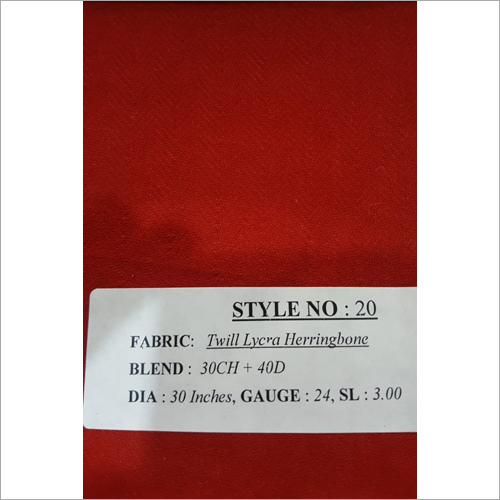 STYLE NO : 20
FABRIC: Twill Lycra Herringbone
BLEND : 30CH + 40D
DIA : 30 Inches, GAUGE : 24, SL : 3.00